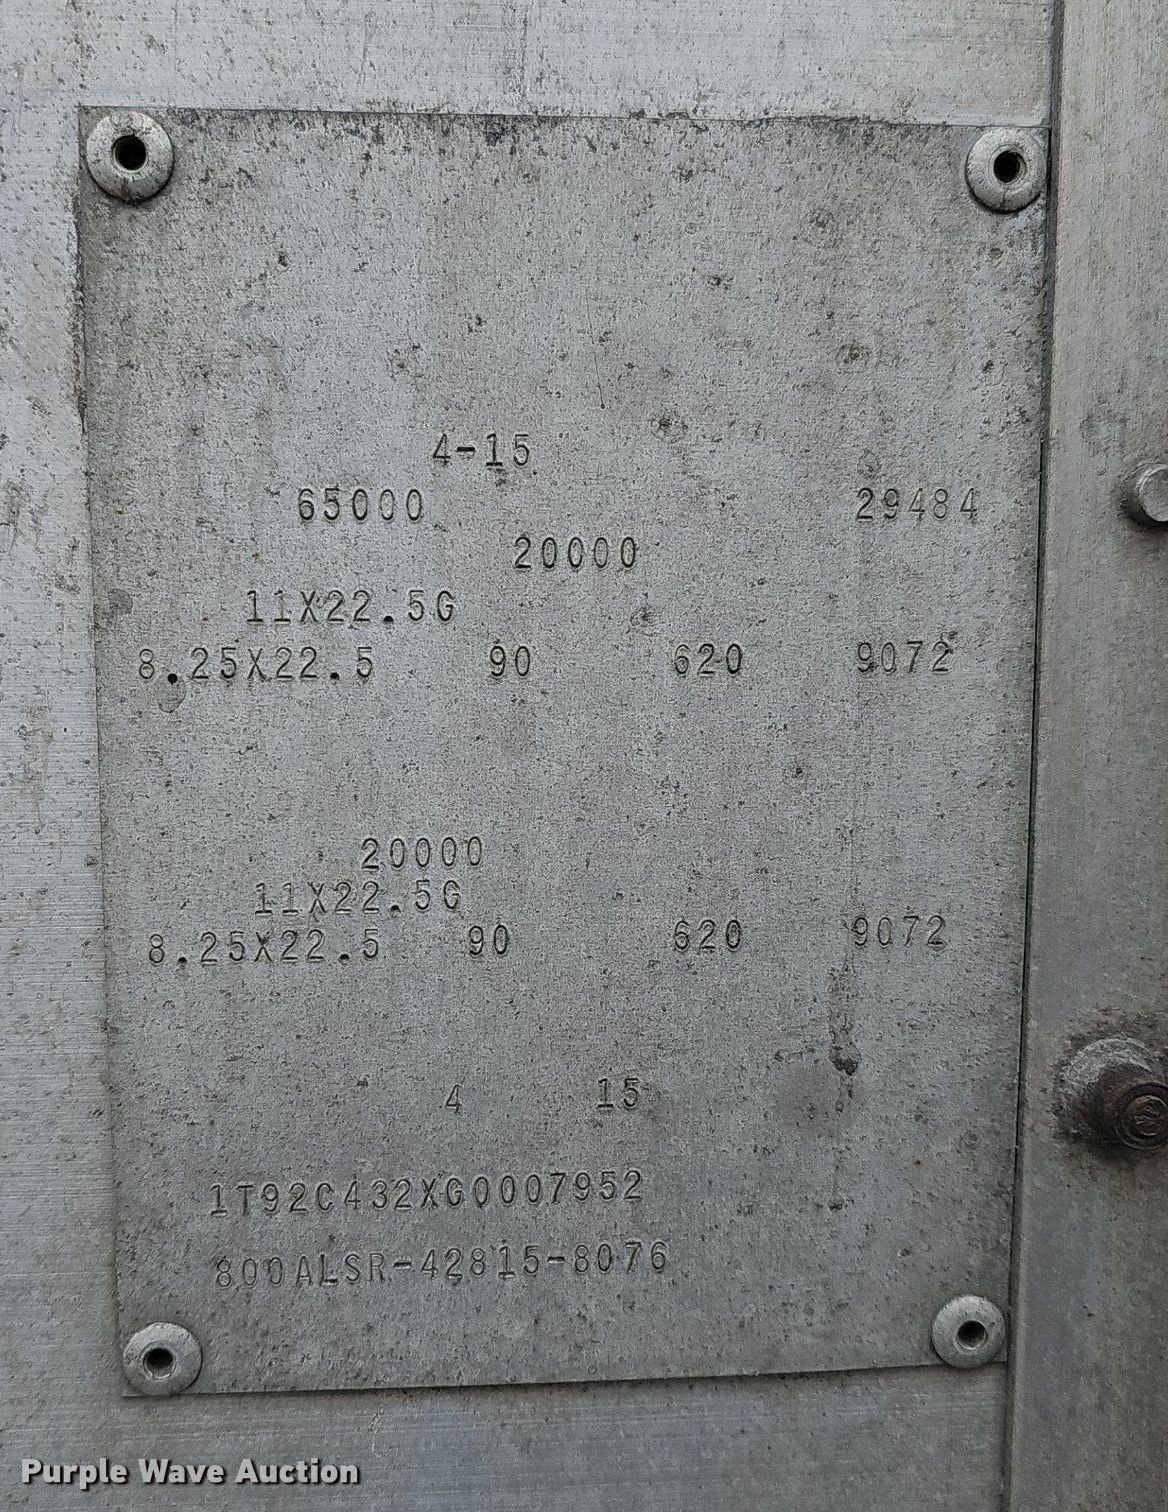 4-15
65000 29484
20000
11X22.5G
8.25X22.5 90 620 9072
20000
11X22.5G
8.25X22.5 90 620 9072
4 15
1T92C432XG0007952
800ALSR-42815-8076
Purple Wave Auction